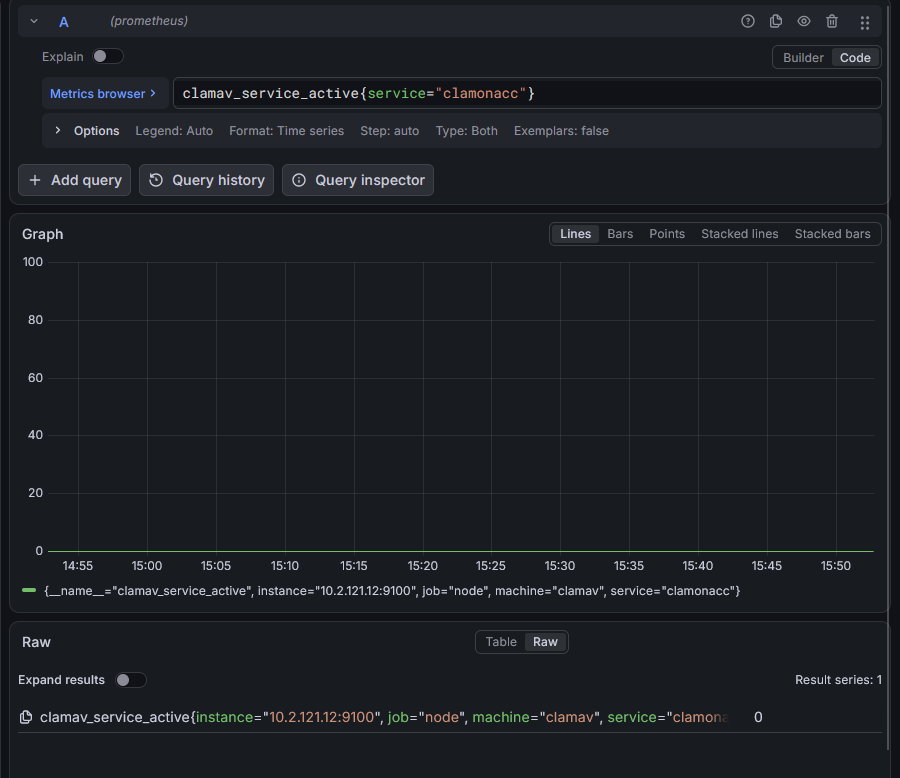 A (prometheus)
Explain Builder Code
Metrics browser > clamav_service_active{service="clamonacc"}
> Options Legend: Auto Format: Time series Step: auto Type: Both Exemplars: false
+ Add query Query history Query inspector
Graph Lines Bars Points Stacked lines Stacked bars
100
80
60
40
20
0
14:55 15:00 15:05 15:10 15:15 15:20 15:25 15:30 15:35 15:40 15:45 15:50
{__name__="clamav_service_active", instance="10.2.121.12:9100", job="node", machine="clamav", service="clamonacc"}
Raw Table Raw
Expand results Result series: 1
clamav_service_active{instance="10.2.121.12:9100", job="node", machine="clamav", service="clamona 0